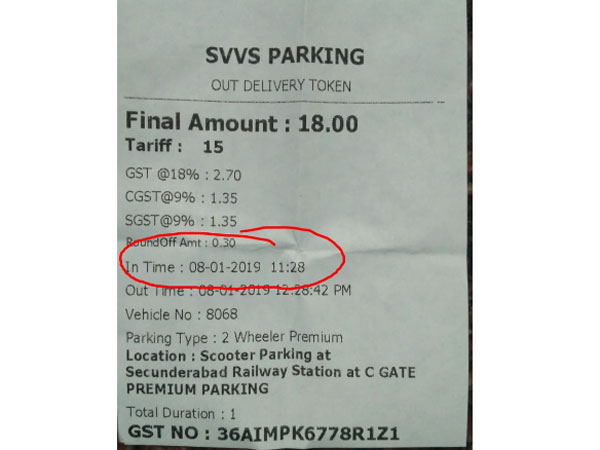 SVVS PARKING
OUT DELIVERY TOKEN
Final Amount : 18.00
Tariff : 15
GST @18% : 2.70
CGST@9% : 1.35
SGST@9% : 1.35
RoundOff Amt : 0.30
In Time : 08-01-2019 11:28
Out Time : 08-01-2019 12:28:42 PM
Vehicle No : 8068
Parking Type : 2 Wheeler Premium
Location : Scooter Parking at
Secunderabad Railway Station at C GATE
PREMIUM PARKING
Total Duration : 1
GST NO : 36AIMPK6778R1Z1